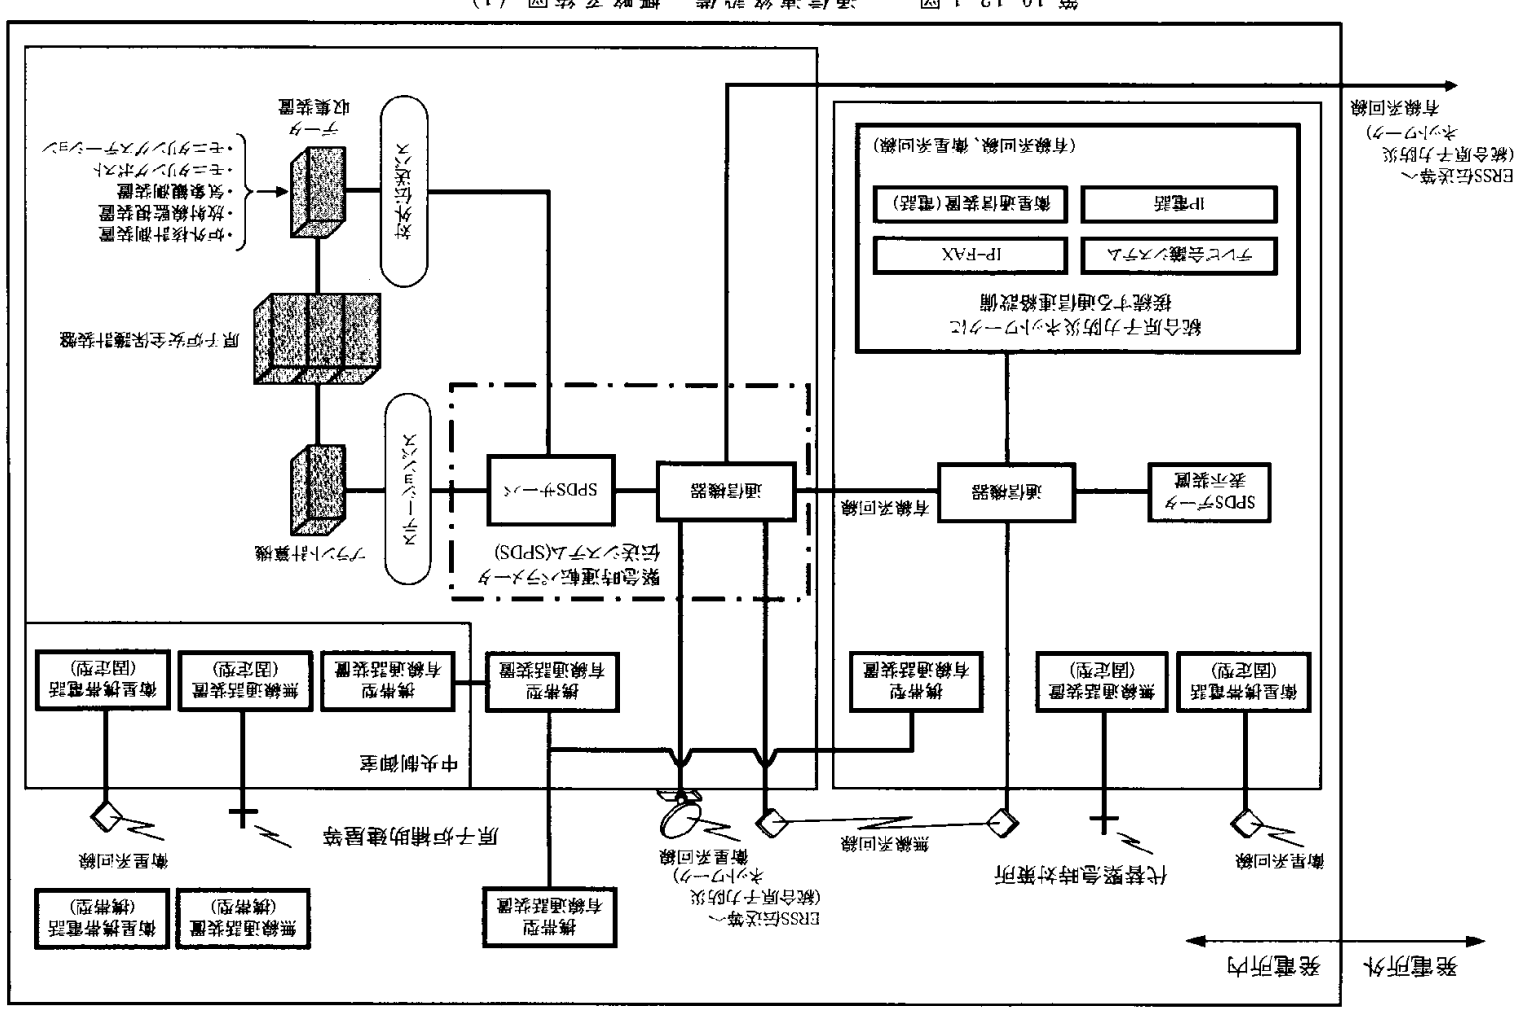 発電所外
発電所内
携帯型
有線通話装置
無線通話装置
(携帯型)
衛星携帯電話
(携帯型)
ERSS伝送等へ
(統合原子力防災
ネットワーク)
衛星系回線
衛星系回線
代替緊急時対策所
無線系回線
原子炉補助建屋等
衛星系回線
中央制御室
衛星携帯電話
(固定型)
無線通話装置
(固定型)
携帯型
有線通話装置
携帯型
有線通話装置
携帯型
有線通話装置
無線通話装置
(固定型)
衛星携帯電話
(固定型)
緊急時運転パラメータ
伝送システム(SPDS)
プラント計算機
SPDSデータ
表示装置
通信機器
有線系回線
通信機器
SPDSサーバ
ステーションバス
統合原子力防災ネットワークに
接続する通信連絡設備
テレビ会議システム
IP-FAX
IP電話
衛星通信装置(電話)
(有線系回線、衛星系回線)
原子炉安全保護計装盤
対外伝送バス
・炉外核計測装置
・放射線監視装置
・気象観測装置
・モニタリングポスト
・モニタリングステーション
データ
収集装置
ERSS伝送等へ
(統合原子力防災
ネットワーク)
有線系回線
第 10.12.1 図 通信連絡設備 概略系統図 (1)